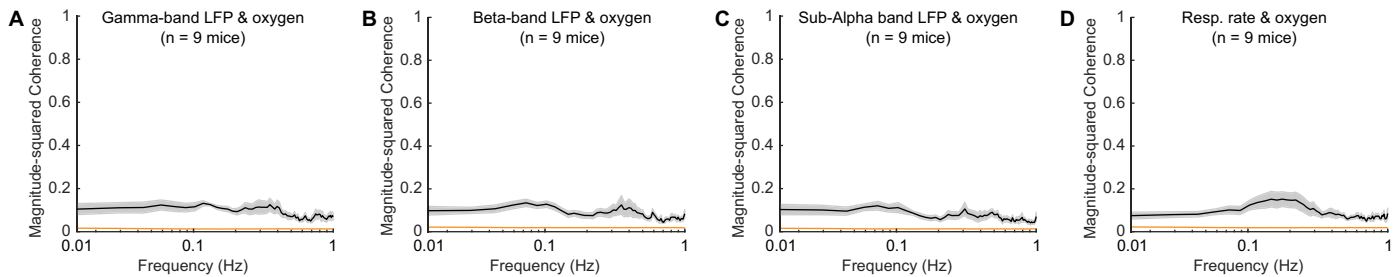 A
Gamma-band LFP & oxygen
(n = 9 mice)
Magnitude-squared Coherence
1
0.8
0.6
0.4
0.2
0
0.01
0.1
1
Frequency (Hz)
B
Beta-band LFP & oxygen
(n = 9 mice)
Magnitude-squared Coherence
1
0.8
0.6
0.4
0.2
0
0.01
0.1
1
Frequency (Hz)
C
Sub-Alpha band LFP & oxygen
(n = 9 mice)
Magnitude-squared Coherence
1
0.8
0.6
0.4
0.2
0
0.01
0.1
1
Frequency (Hz)
D
Resp. rate & oxygen
(n = 9 mice)
Magnitude-squared Coherence
1
0.8
0.6
0.4
0.2
0
0.01
0.1
1
Frequency (Hz)